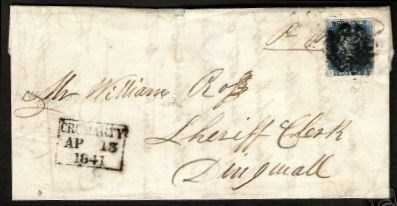 Mr William Ross
Sheriff Clerk
Dingwall
CROMARTY
AP 13
1841